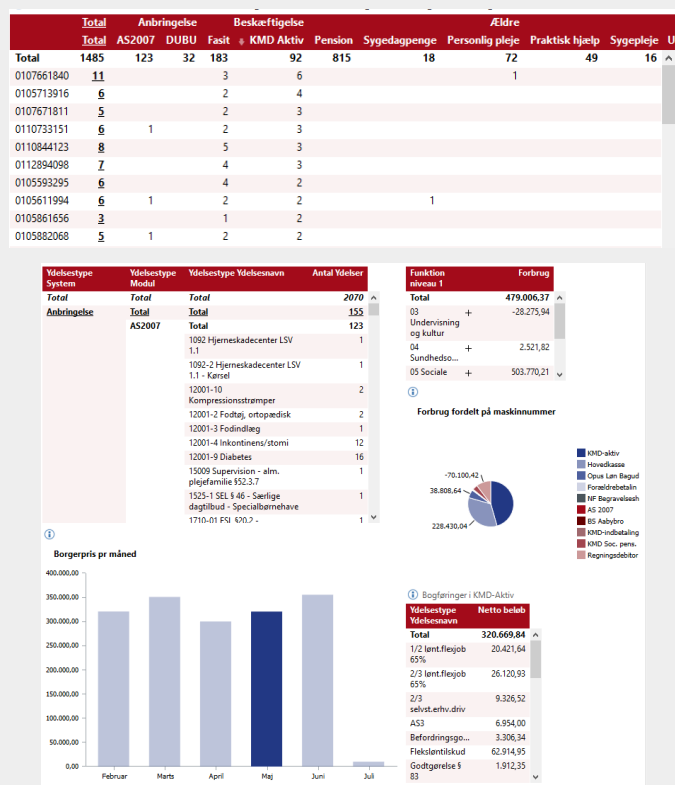 Total Anbringelse Beskæftigelse Ældre
Total AS2007 DUBU Fasit KMD Aktiv Pension Sygedagpenge Personlig pleje Praktisk hjælp Sygepleje U
Total 1485 123 32 183 92 815 18 72 49 16
0107661840 11 3 6 1
0105713916 6 2 4
0107671811 5 2 3
0110733151 6 1 2 3
0110844123 8 5 3
0112894098 7 4 3
0105593295 6 4 2
0105611994 6 1 2 2 1
0105861656 3 1 2
0105882068 5 1 2 2
Ydelsestype System Ydelsestype Modul Ydelsestype Ydelsesnavn Antal Ydelser
Total Total Total 2070
Anbringelse Total Total 155
AS2007 Total 123
1092 Hjerneskadecenter LSV 1
1.1
1092-2 Hjerneskadecenter LSV 1
1.1 - Kørsel
12001-10 2
Kompressionsstrømper
12001-2 Fodtøj, ortopædisk 2
12001-3 Fodindlæg 1
12001-4 Inkontinens/stomi 12
12001-9 Diabetes 16
15009 Supervision - alm. 1
plejefamilie §52.3.7
1525-1 SEL § 46 - Særlige 1
dagtilbud - Specialbørnehave
1710-01 FSL §20.2 - 1
Funktion niveau 1 Forbrug
Total 479.006,37
03 + -28.275,94
Undervisning
og kultur
04 + 2.521,82
Sundhedso...
05 Sociale + 503.770,21
Forbrug fordelt på maskinnummer
-70.100,42
38.808,64
228.430,04
KMD-aktiv
Hovedkasse
Opus Løn Bagud
Forældrebetalin
NF Begravelsesh
AS 2007
BS Aabybro
KMD-indbetaling
KMD Soc. pens.
Regningsdebitor
Borgerpris pr måned
400.000,00
350.000,00
300.000,00
250.000,00
200.000,00
150.000,00
100.000,00
50.000,00
0,00
Februar Marts April Maj Juni Juli
Bogføringer i KMD-Aktiv
Ydelsestype Netto beløb
Ydelsesnavn
Total 320.669,84
1/2 lønt.flexjob 20.421,64
65%
2/3 lønt.flexjob 26.120,93
65%
2/3 9.326,52
selvst.erhv.driv
AS3 6.954,00
Befordringsgo... 3.306,34
Fleksløntilskud 62.914,95
Godtgørelse § 1.912,35
83